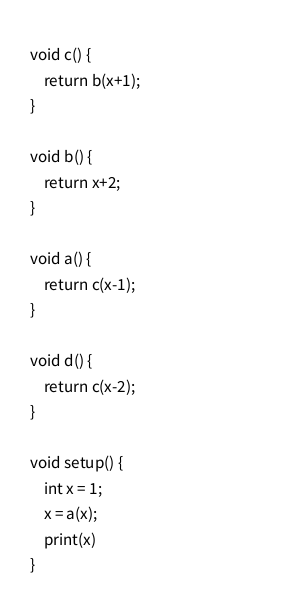 void c() {
    return b(x+1);
}

void b() {
    return x+2;
}

void a() {
    return c(x-1);
}

void d() {
    return c(x-2);
}

void setup() {
    int x = 1;
    x = a(x);
    print(x)
}